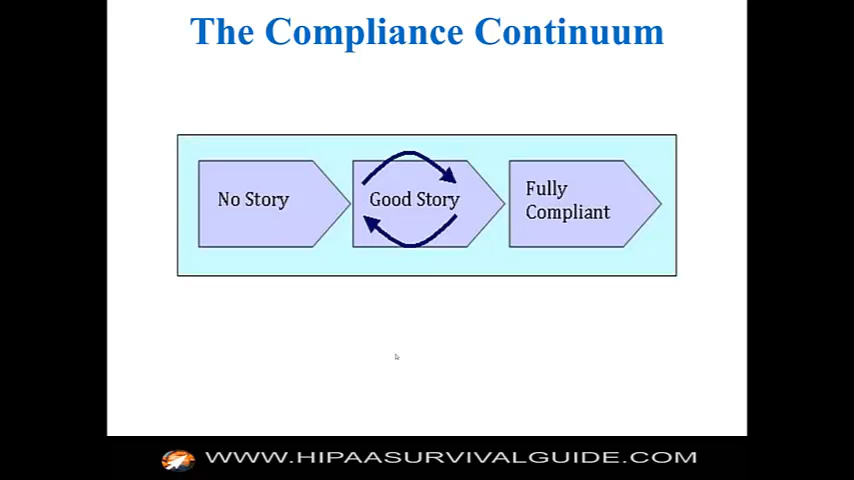 The Compliance Continuum
No Story
Good Story
Fully
Compliant
WWW.HIPAASURVIVALGUIDE.COM